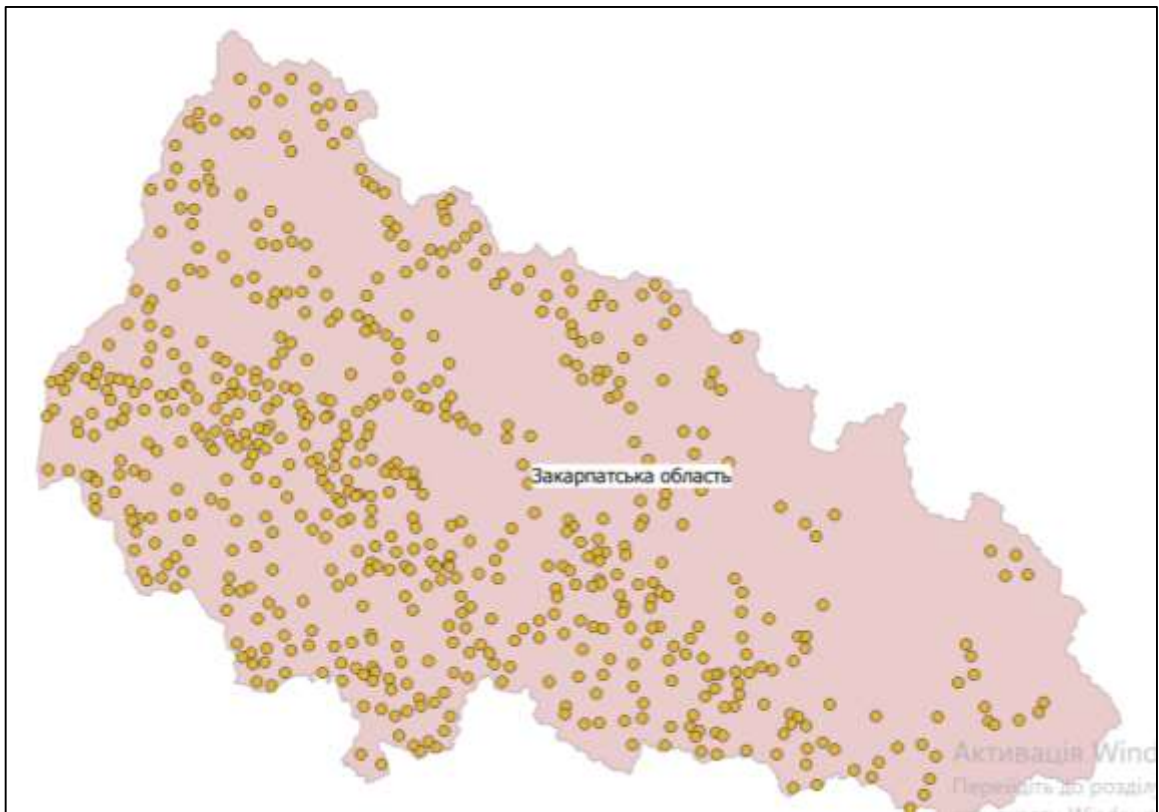 Закарпатська область
Активація Wind
Перейдіть до розділ